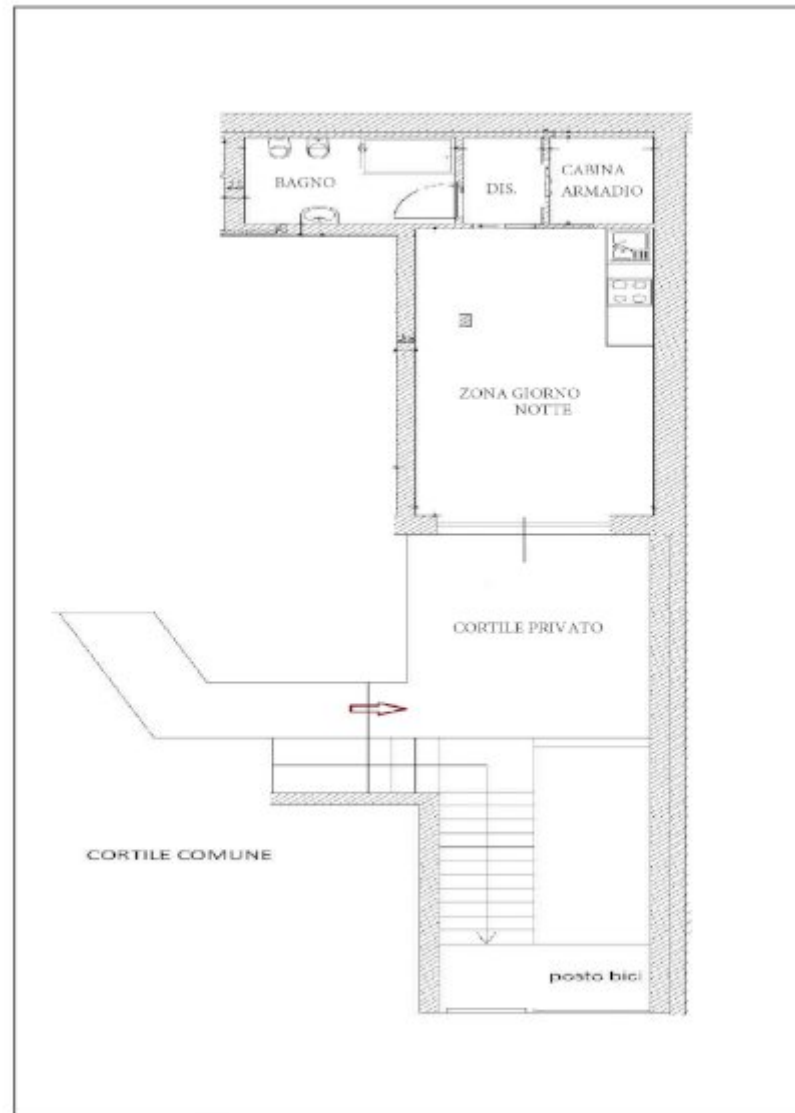 BAGNO
DIS.
CABINA
ARMADIO
ZONA GIORNO
NOTTE
CORTILE PRIVATO
CORTILE COMUNE
posto bici